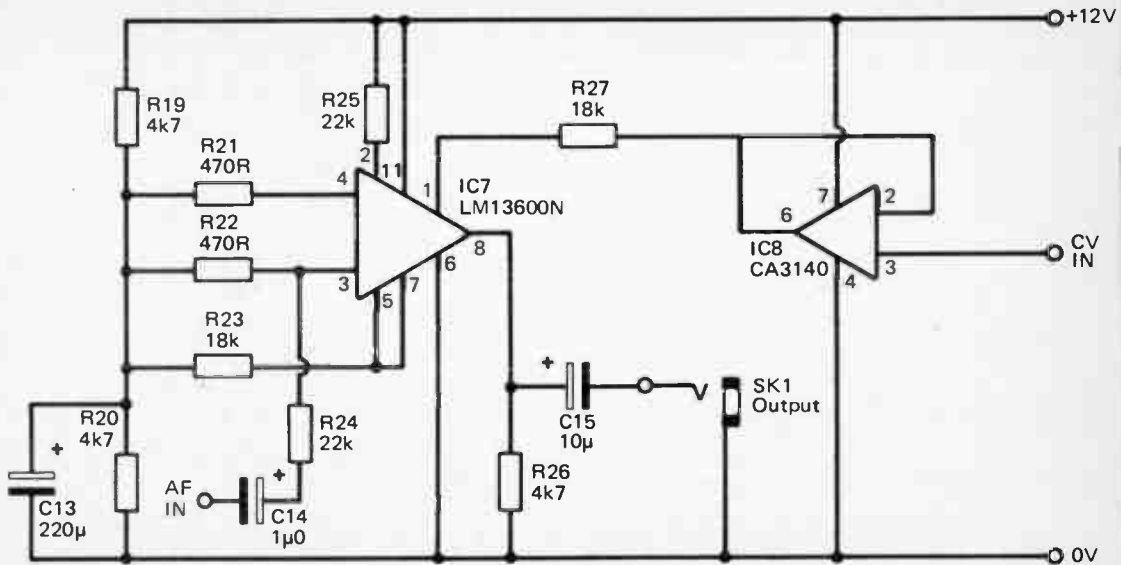 +12V
R19
4k7
R25
22k
R27
18k
R21
470R
2
11
1
IC7
LM13600N
4
7
2
6
IC8
CA3140
CV
IN
R22
470R
8
3
6
7
5
3
4
R23
18k
+
SK1
Output
C15
10µ
R20
4k7
R24
22k
+
+
R26
4k7
AF
IN
C13
220µ
C14
1µ0
0V